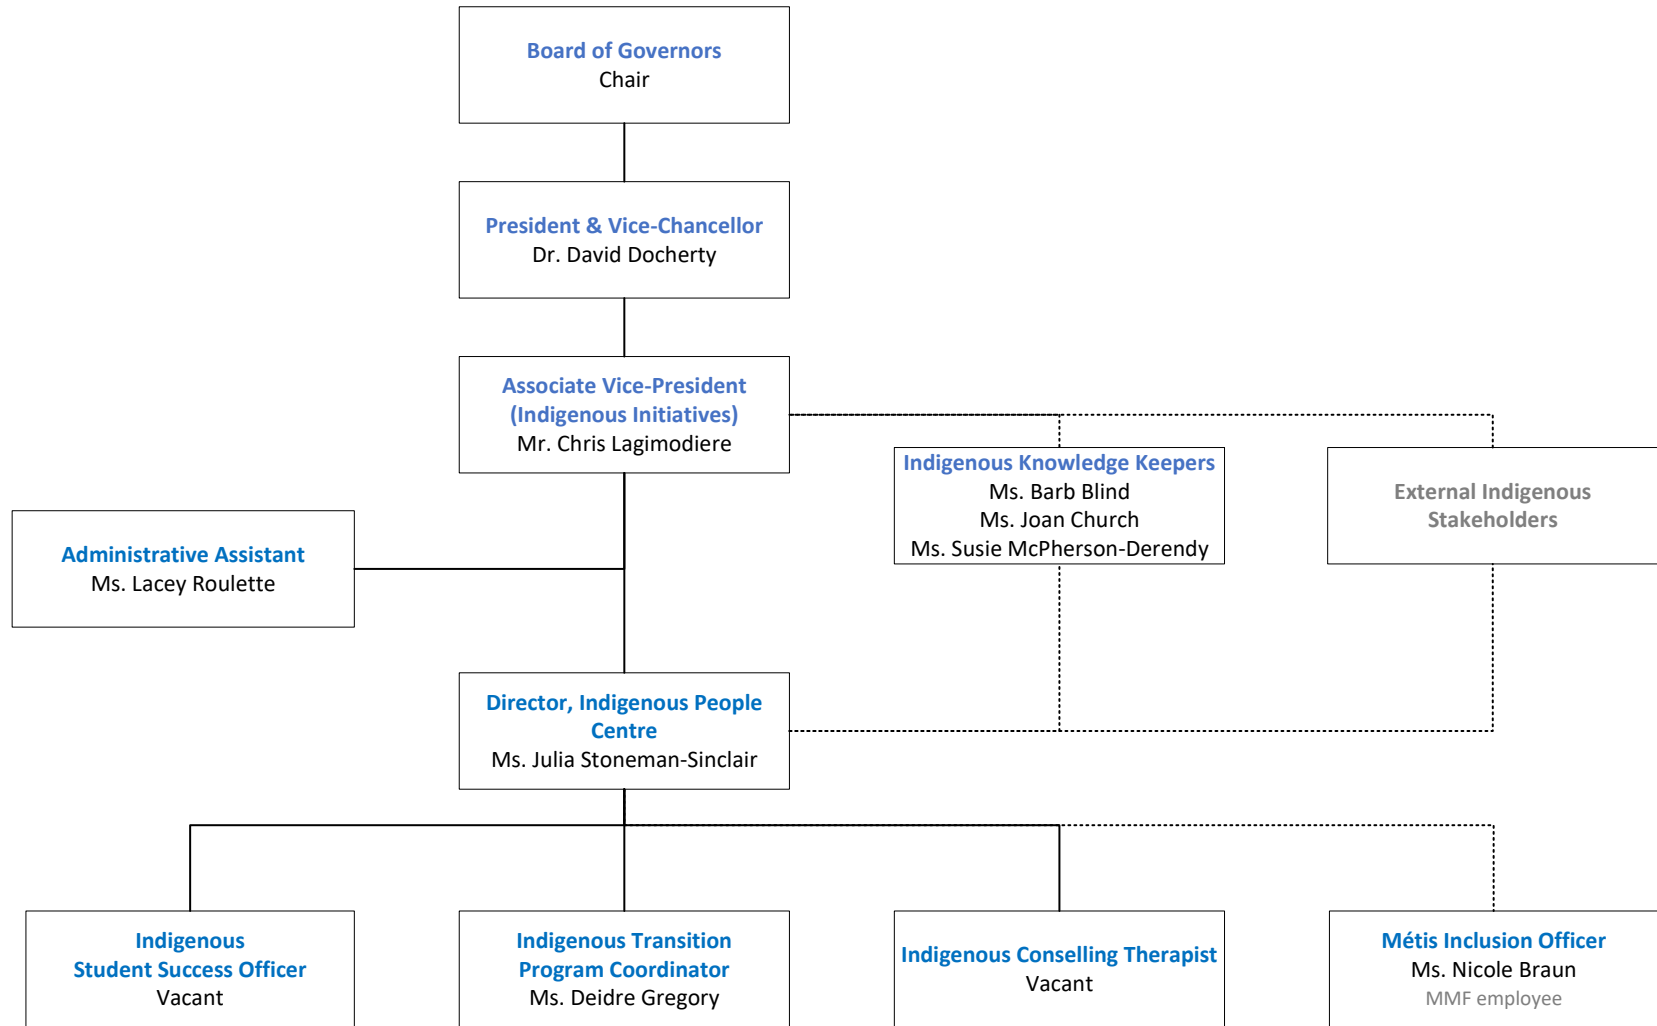 Board of Governors
Chair
President & Vice-Chancellor
Dr. David Docherty
Associate Vice-President
(Indigenous Initiatives)
Mr. Chris Lagimodiere
Indigenous Knowledge Keepers
Ms. Barb Blind
Ms. Joan Church
Ms. Susie McPherson-Derendy
External Indigenous
Stakeholders
Administrative Assistant
Ms. Lacey Roulette
Director, Indigenous People
Centre
Ms. Julia Stoneman-Sinclair
Indigenous
Student Success Officer
Vacant
Indigenous Transition
Program Coordinator
Ms. Deidre Gregory
Indigenous Conselling Therapist
Vacant
Métis Inclusion Officer
Ms. Nicole Braun
MMF employee